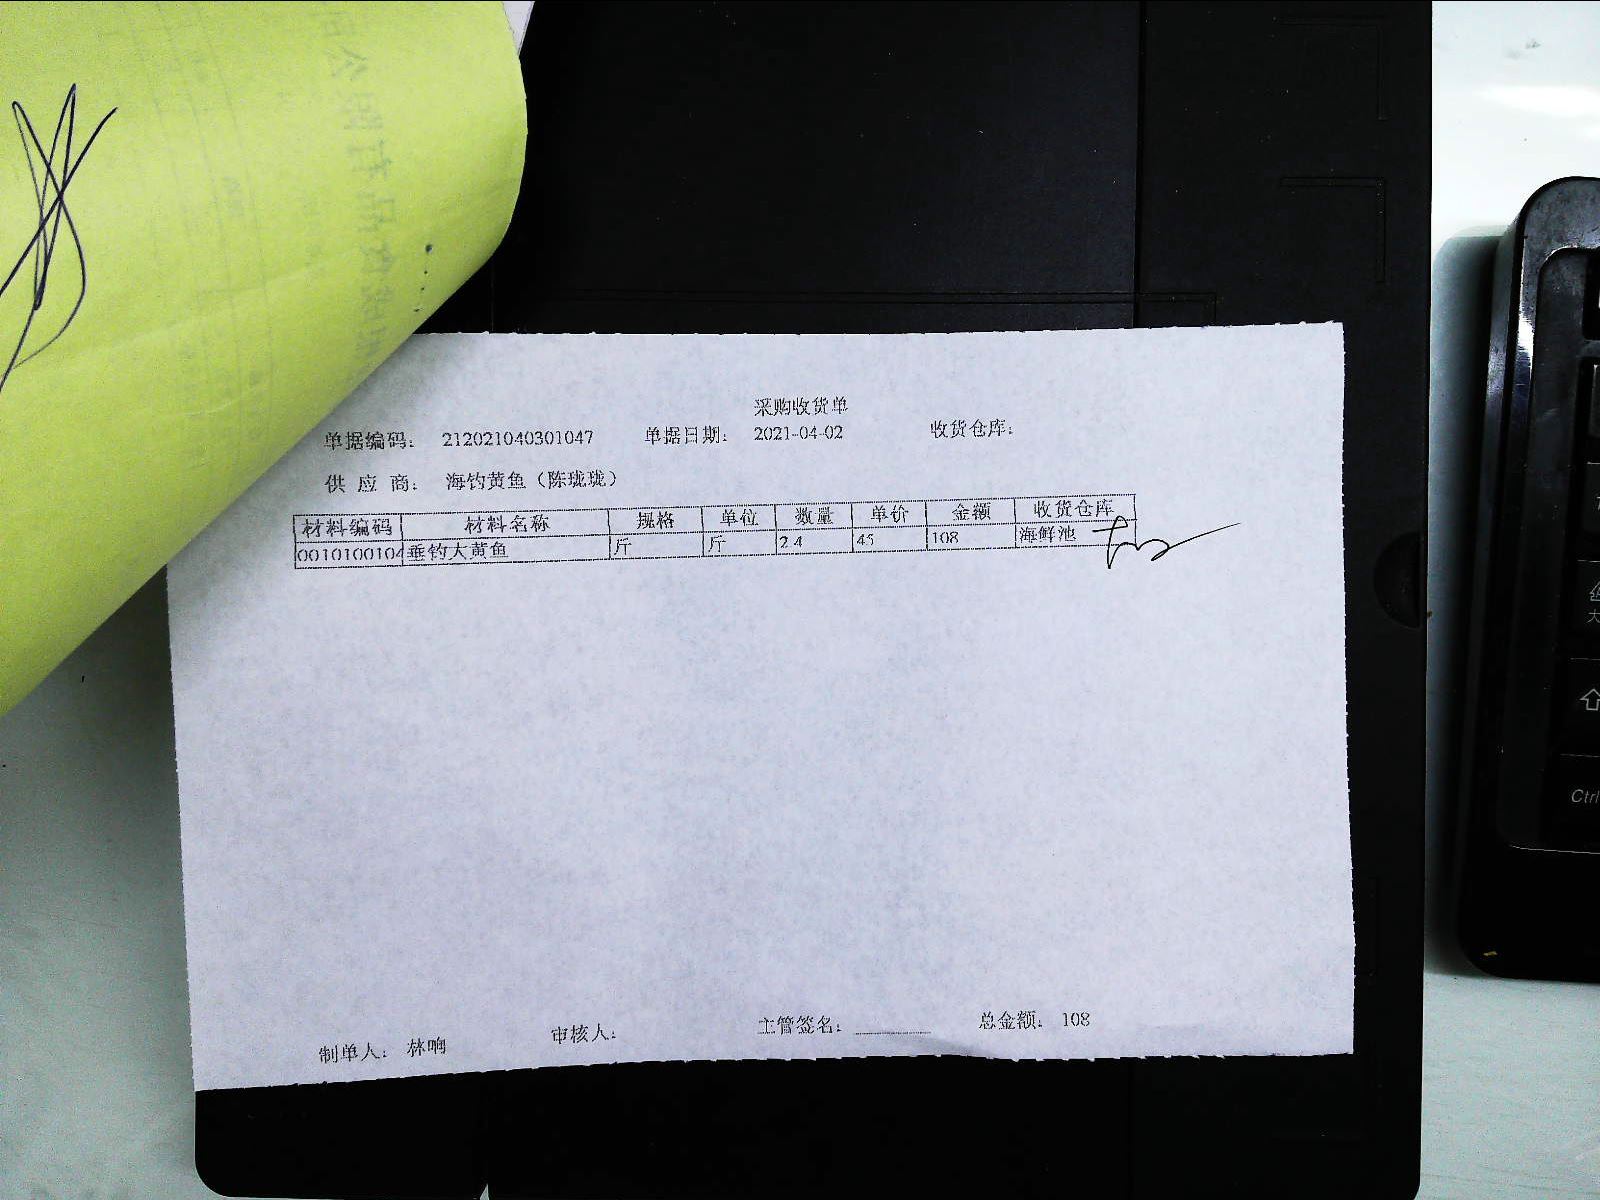 采购收货单
单据编码： 212021040301047 单据日期： 2021-04-02 收货仓库：
供 应 商： 海钓黄鱼（陈珑珑）
材料编码 材料名称 规格 单位 数量 单价 金额 收货仓库
0010100104 垂钓大黄鱼 斤 斤 2.4 45 108 海鲜池
制单人： 林响 审核人： 主管签名： 总金额： 108
Ctrl